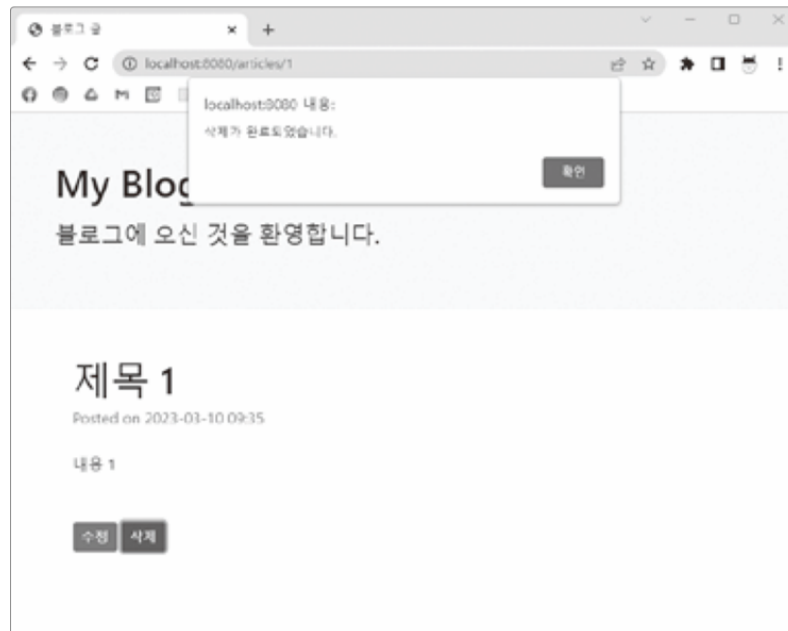 블로그 글
localhost:8080/articles/1
localhost:8080 내용:
삭제가 완료되었습니다.
확인
My Blog
블로그에 오신 것을 환영합니다.
제목 1
Posted on 2023-03-10 09:35
내용 1
수정 삭제